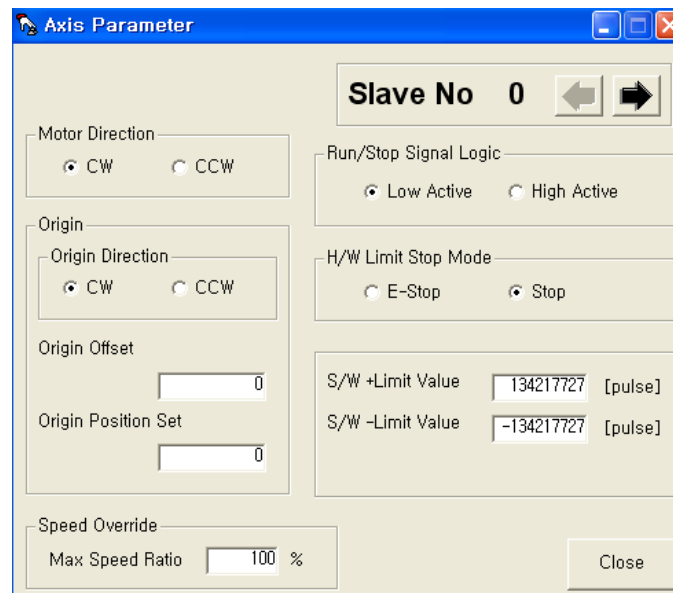 Axis Parameter
Slave No 0
Motor Direction
CW CCW
Run/Stop Signal Logic
Low Active High Active
Origin
Origin Direction
CW CCW
H/W Limit Stop Mode
E-Stop Stop
Origin Offset
0
Origin Position Set
0
S/W +Limit Value 134217727 [pulse]
S/W -Limit Value -134217727 [pulse]
Speed Override
Max Speed Ratio 100 %
Close